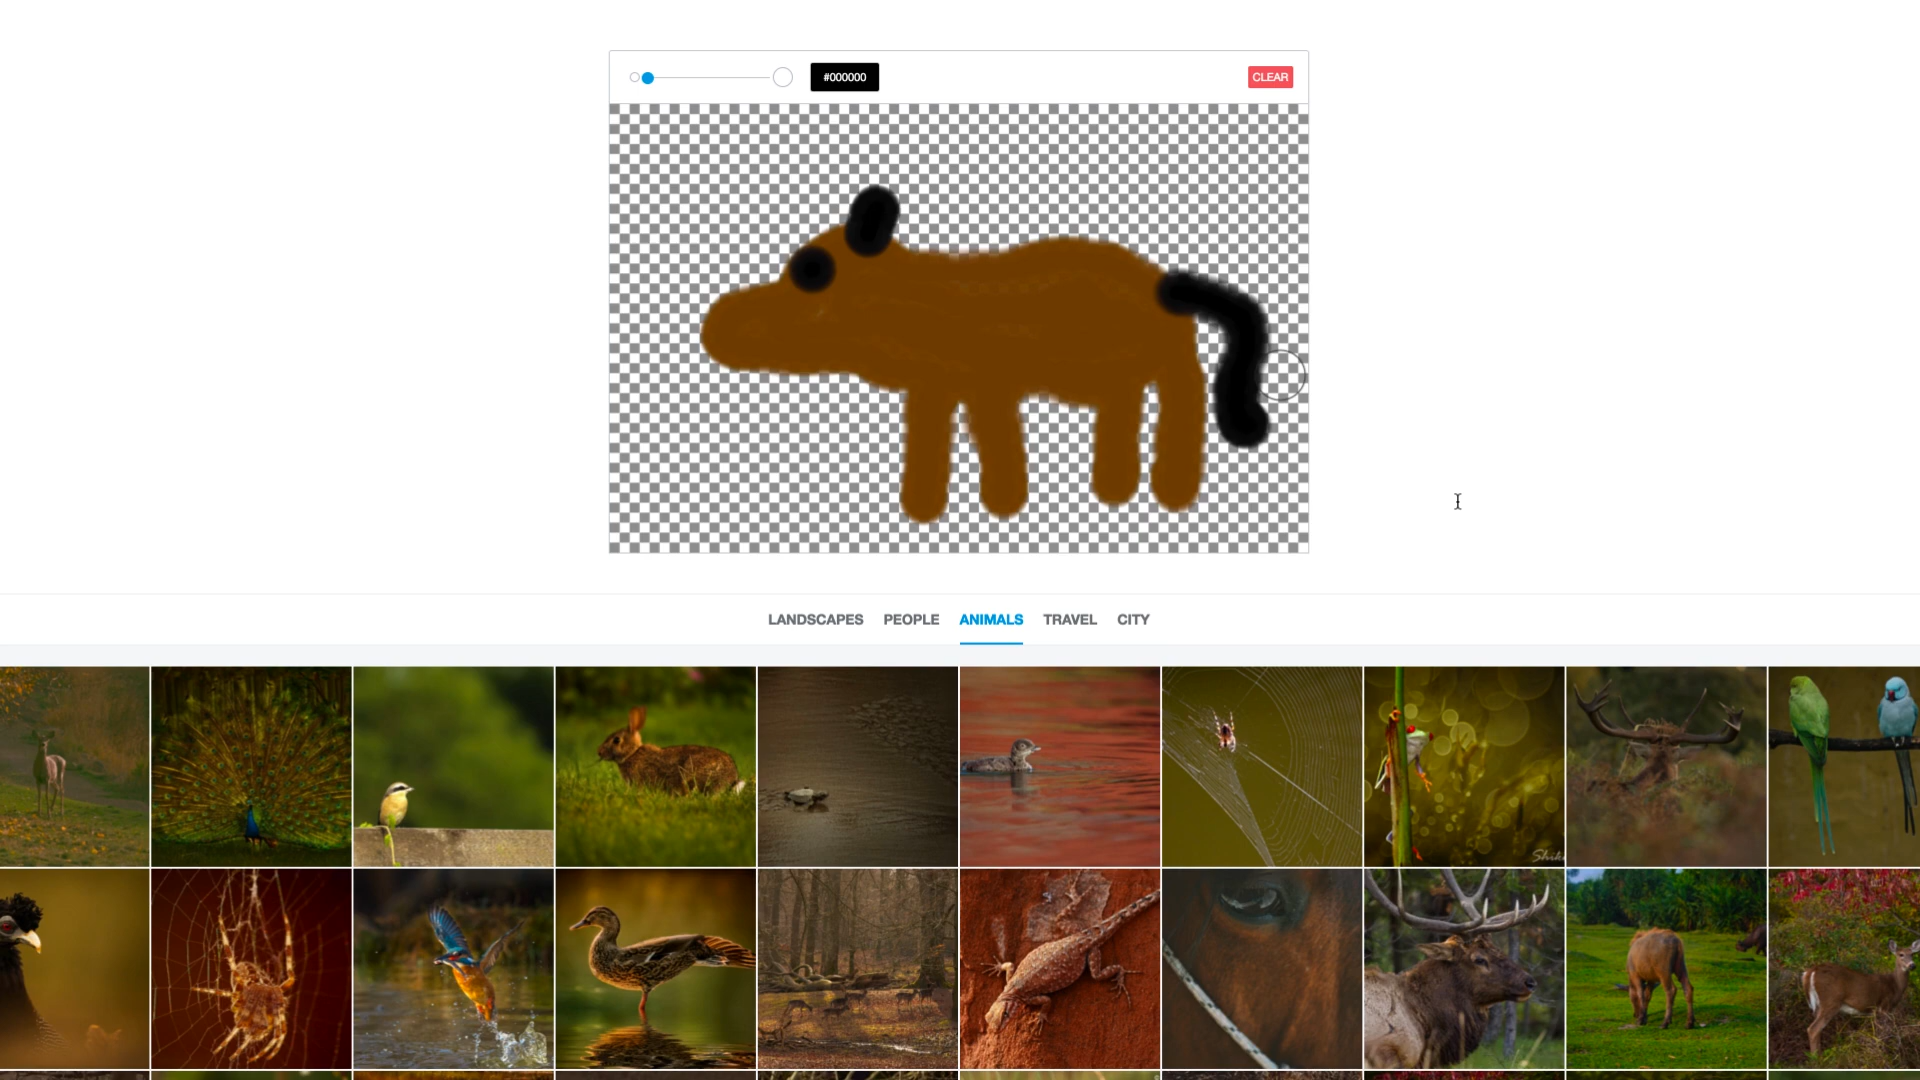 #000000
CLEAR
LANDSCAPES PEOPLE ANIMALS TRAVEL CITY